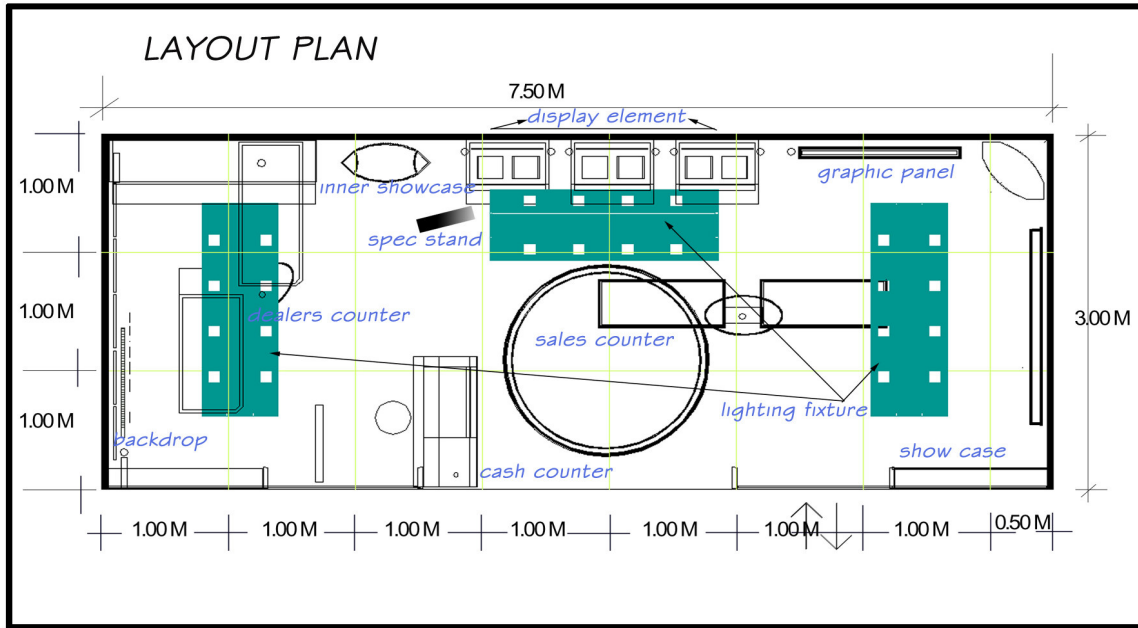 LAYOUT PLAN
7.50 M
display element
1.00 M
inner showcase
graphic panel
spec stand
1.00 M
dealers counter
sales counter
3.00 M
1.00 M
lighting fixture
backdrop
show case
cash counter
1.00 M
1.00 M
1.00 M
1.00 M
1.00 M
1.00 M
1.00 M
0.50 M